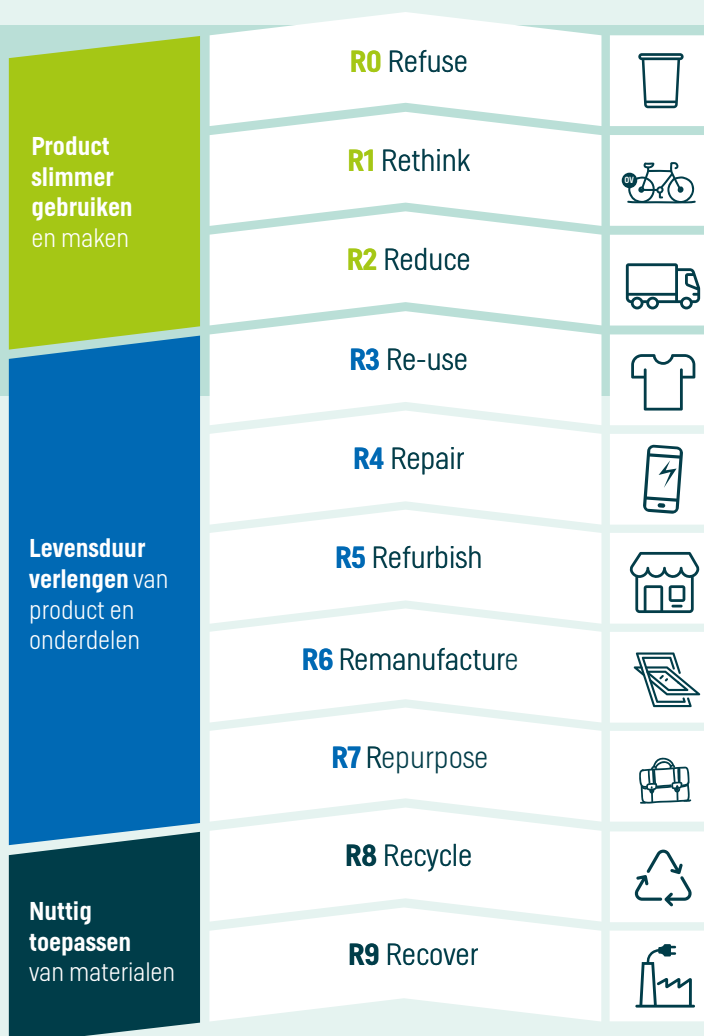 Product
slimmer
gebruiken
en maken
R0 Refuse
R1 Rethink
OV
R2 Reduce
Levensduur
verlengen van
product en
onderdelen
R3 Re-use
R4 Repair
R5 Refurbish
R6 Remanufacture
R7 Repurpose
Nuttig
toepassen
van materialen
R8 Recycle
R9 Recover